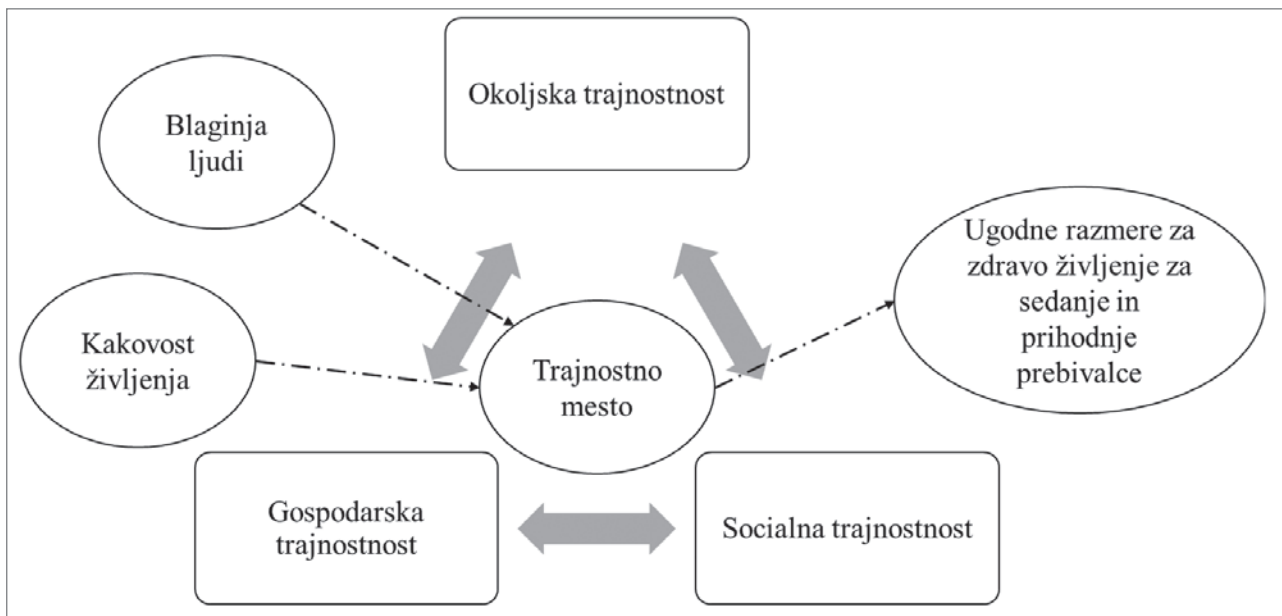 Okoljska trajnostnost
Blaginja
ljudi
Ugodne razmere za
zdravo življenje za
sedanje in
prihodnje
prebivalce
Kakovost
življenja
Trajnostno
mesto
Gospodarska
trajnostnost
Socialna trajnostnost